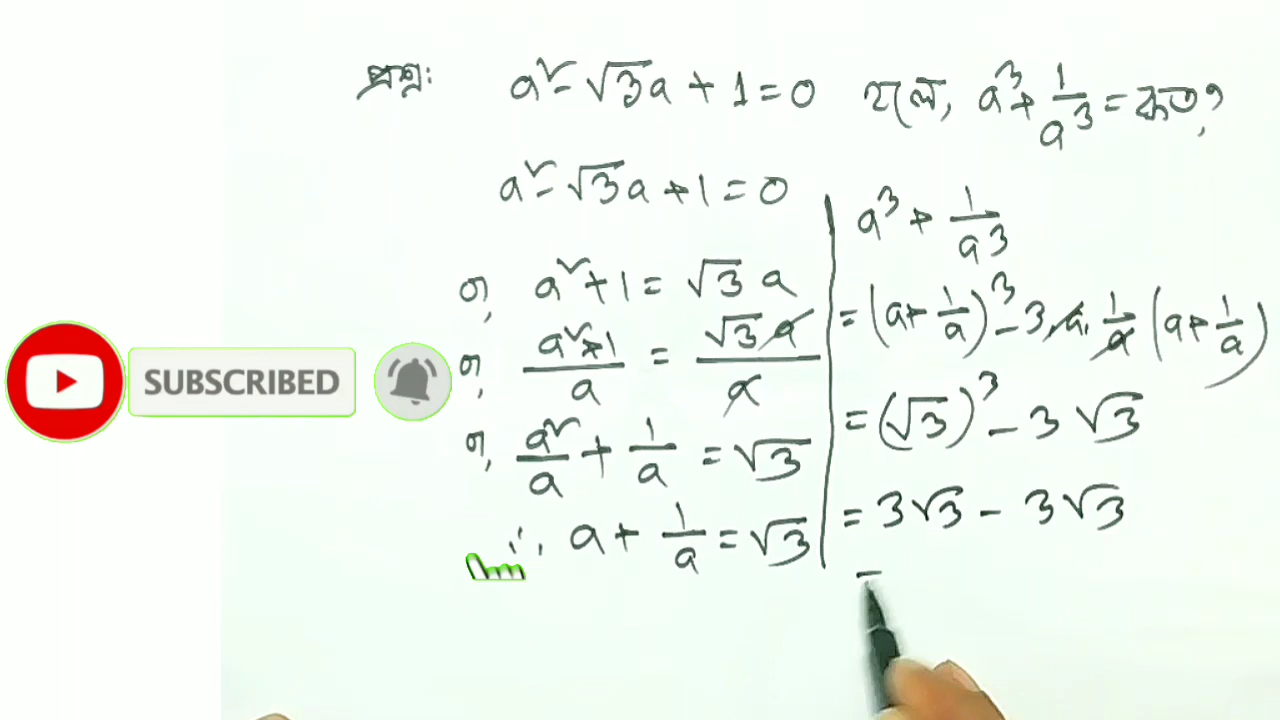 প্রশ্ন: a² - √3a + 1 = 0 হলে, a³ + 1/a³ = কত?
a² - √3a + 1 = 0
বা, a² + 1 = √3 a
বা, (a² + 1)/a = √3 a/a
বা, a²/a + 1/a = √3
∴ a + 1/a = √3
a³ + 1/a³
= (a + 1/a)³ - 3.a.1/a (a + 1/a)
= (√3)³ - 3 √3
= 3√3 - 3√3
SUBSCRIBED